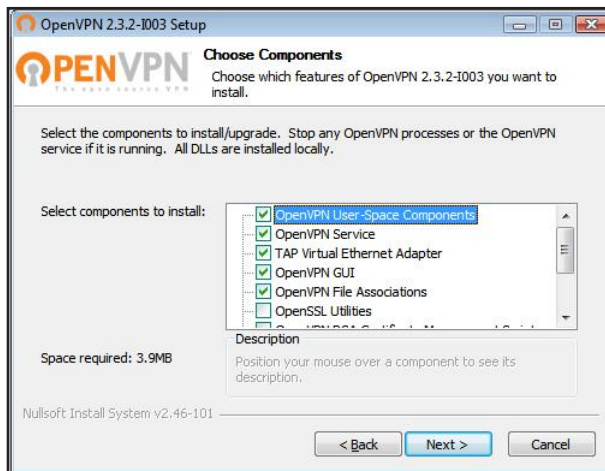 OpenVPN 2.3.2-I003 Setup
OPENVPN
The open source VPN
Choose Components
Choose which features of OpenVPN 2.3.2-I003 you want to
install.
Select the components to install/upgrade. Stop any OpenVPN processes or the OpenVPN
service if it is running. All DLLs are installed locally.
Select components to install:
OpenVPN User-Space Components
OpenVPN Service
TAP Virtual Ethernet Adapter
OpenVPN GUI
OpenVPN File Associations
OpenSSL Utilities
Space required: 3.9MB
Description
Position your mouse over a component to see its
description.
Nullsoft Install System v2.46-101
< Back
Next >
Cancel